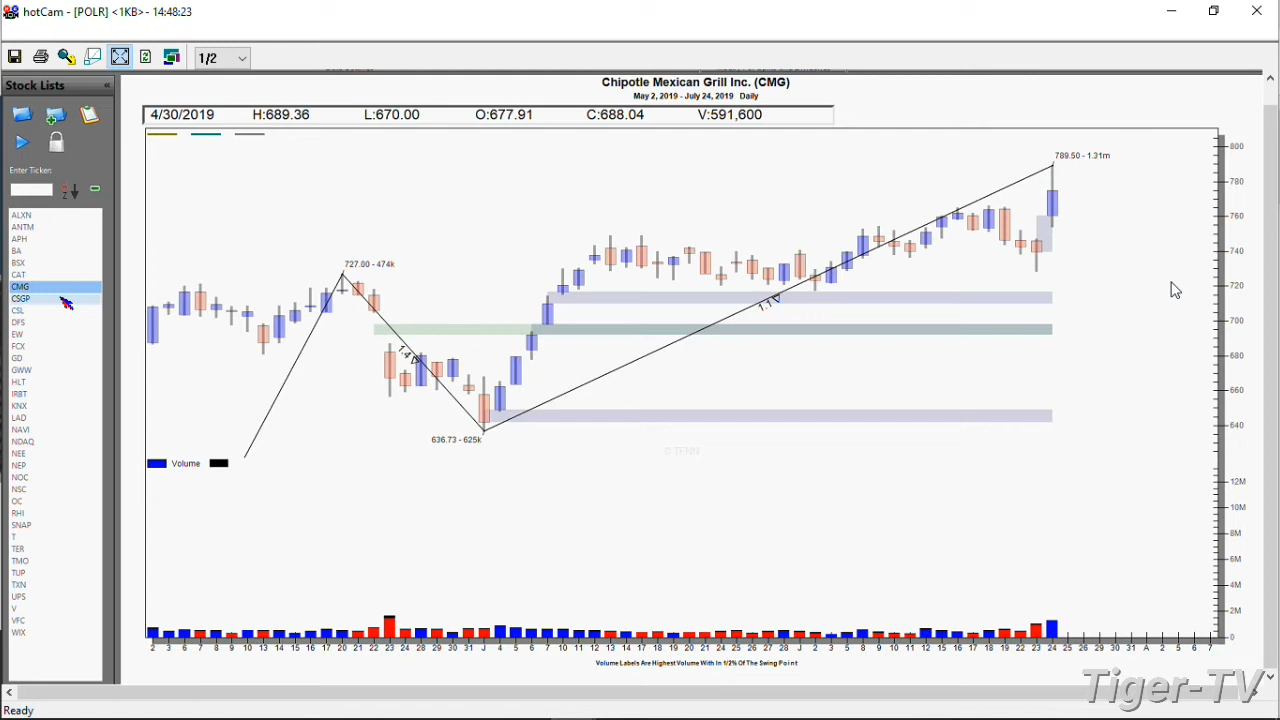 hotCam - [POLR] <1KB> - 14:48:23
1/2
Stock Lists «
Chipotle Mexican Grill Inc. (CMG)
May 2, 2019 - July 24, 2019 Daily
4/30/2019 H:689.36 L:670.00 O:677.91 C:688.04 V:591,600
Enter Ticker:
ALXN
ANTM
APH
BA
BSX
CAT
CMG
CSGP
CSL
DFS
EW
FCX
GD
GWW
HLT
IRBT
KNX
LAD
NAVI
NDAQ
NEE
NEP
NOC
NSC
OC
RHI
SNAP
T
TER
TMO
TUP
TXN
UPS
V
VFC
WIX
789.50 - 1.31m
727.00 - 474k
636.73 - 625k
© TFNN
800
780
760
740
720
700
680
660
640
Volume
12M
10M
8M
6M
4M
2M
0
2 3 6 7 8 9 10 13 14 15 16 17 20 21 22 23 24 28 29 30 31 J 4 5 6 7 10 11 12 13 14 17 18 19 20 21 24 25 26 27 28 J 2 3 5 8 9 10 11 12 15 16 17 18 19 22 23 24 25 26 29 30 31 A 2 5 6 7
Volume Labels Are Highest Volume With In 1/2% Of The Swing Point
Tiger-TV
Ready